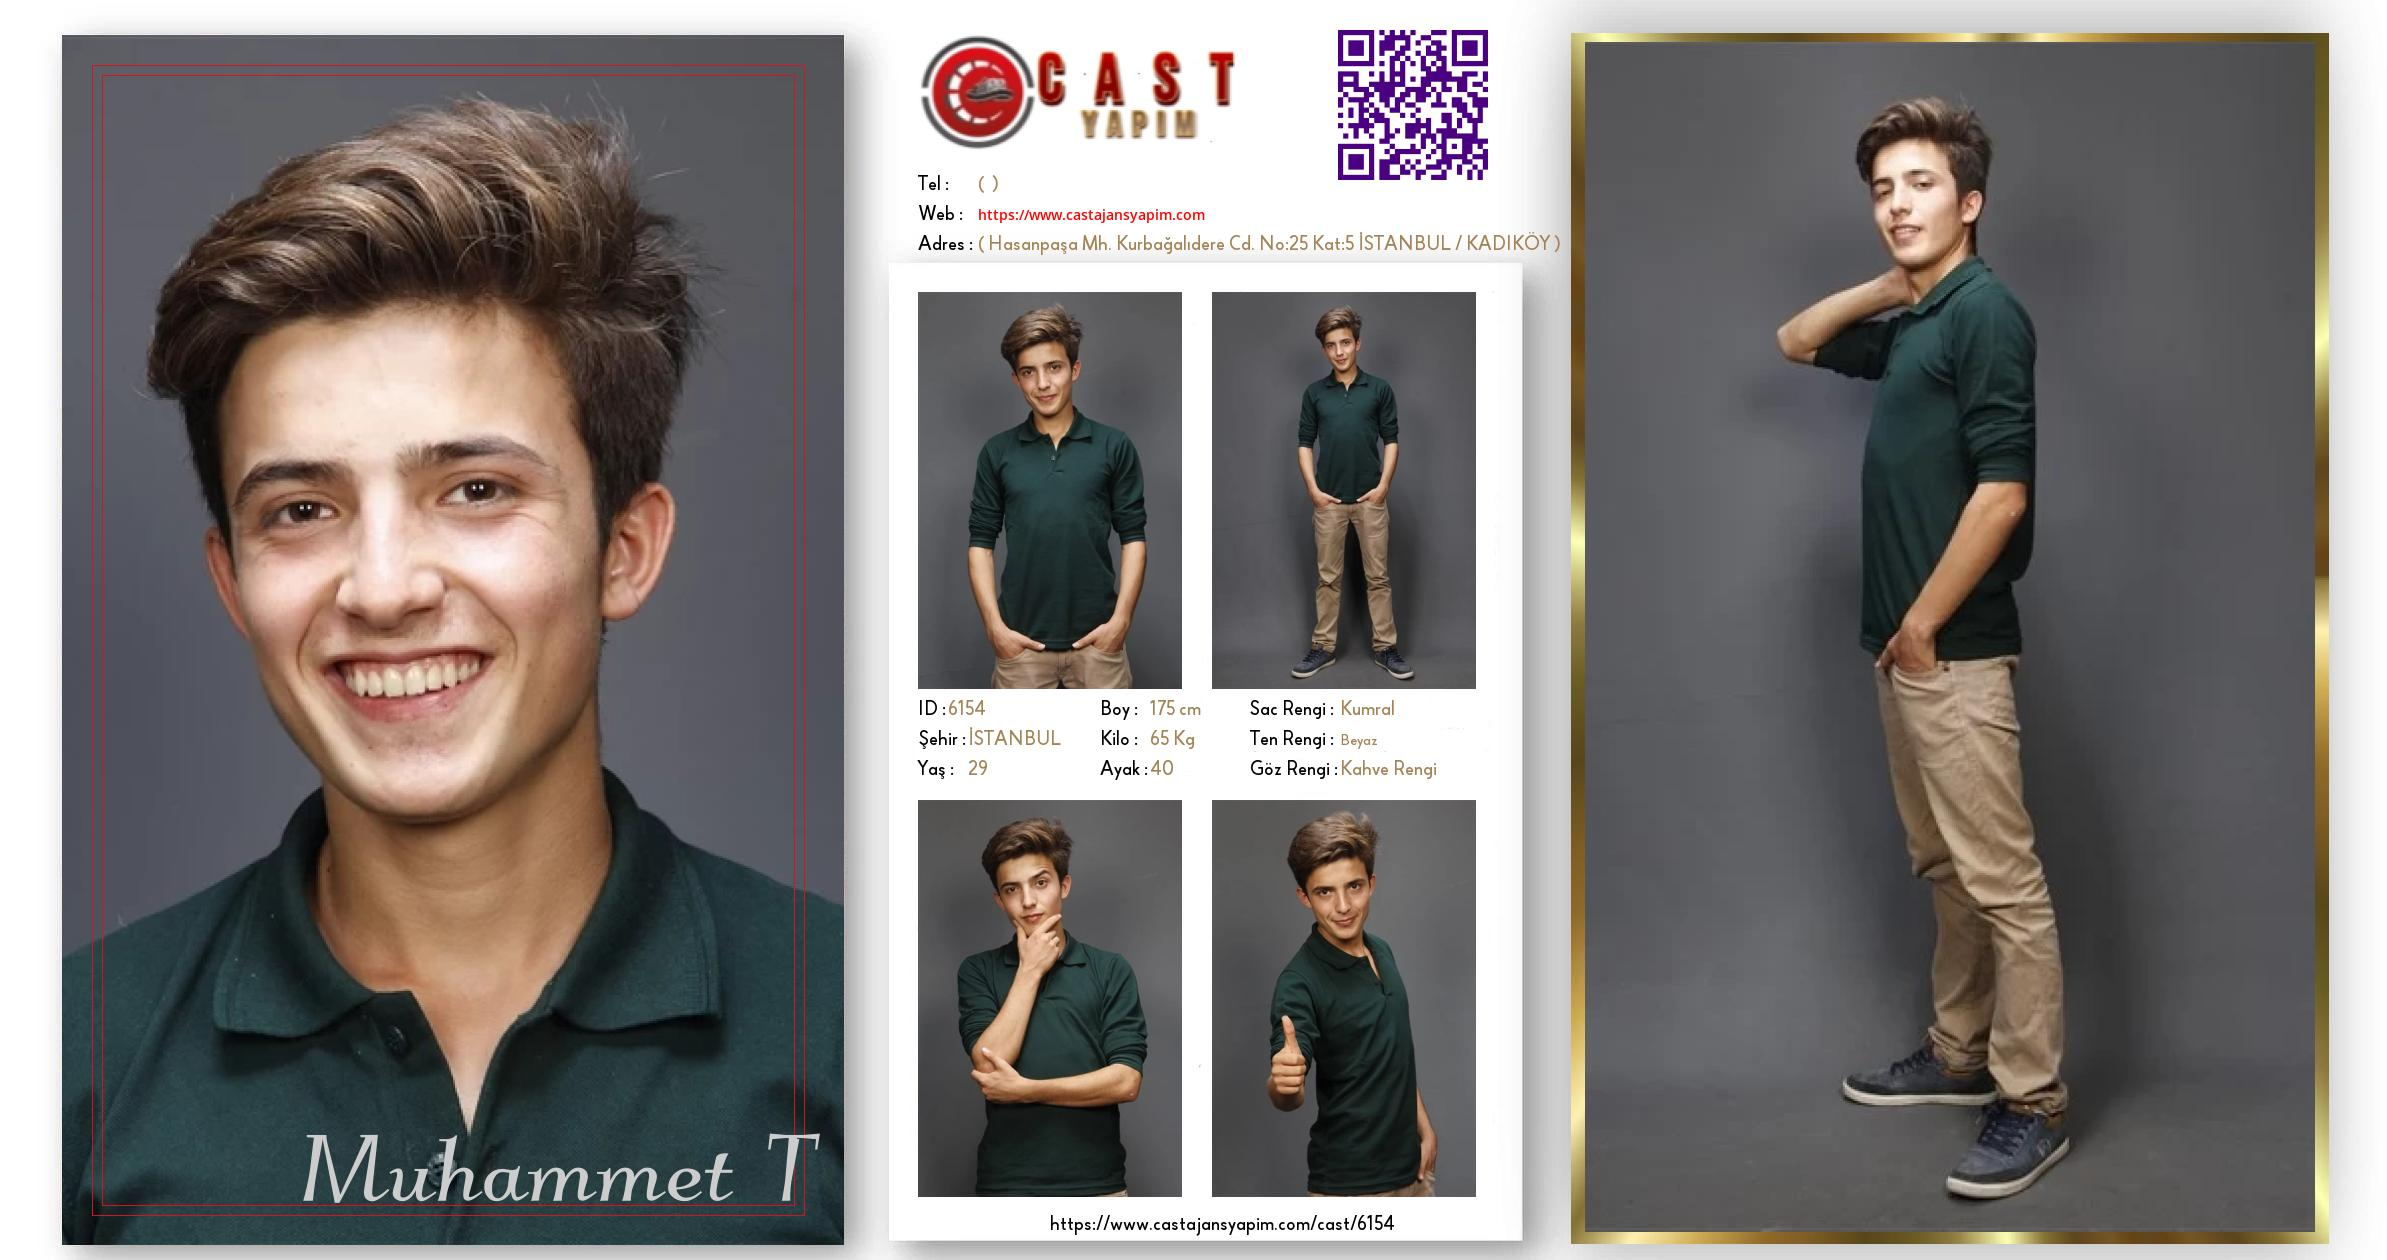 Muhammet T
CAST
YAPIM
Tel : ( )
Web : https://www.castajansyapim.com
Adres : ( Hasanpaşa Mh. Kurbağalıdere Cd. No:25 Kat:5 İSTANBUL / KADIKÖY )
ID : 6154 Boy : 175 cm Sac Rengi : Kumral
Şehir : İSTANBUL Kilo : 65 Kg Ten Rengi : Beyaz
Yaş : 29 Ayak : 40 Göz Rengi : Kahve Rengi
https://www.castajansyapim.com/cast/6154